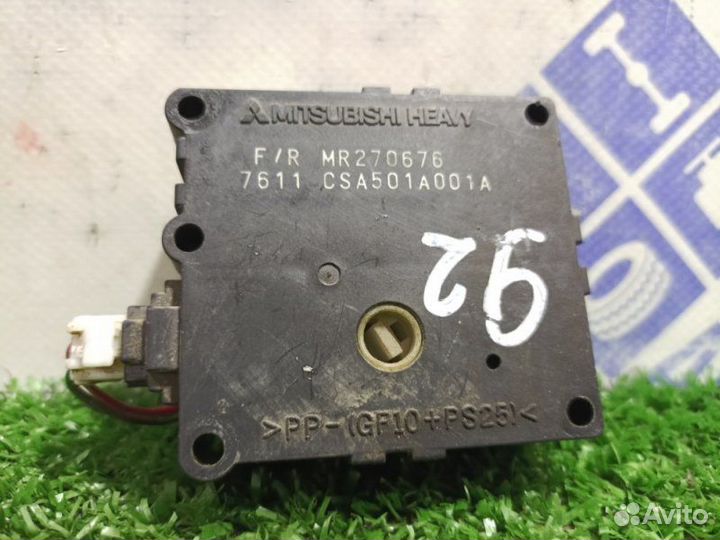 MITSUBISHI HEAVY
F/R MR270676
7611 CSA501A001A
92
>PP-(GF10+PS25)<
Avito